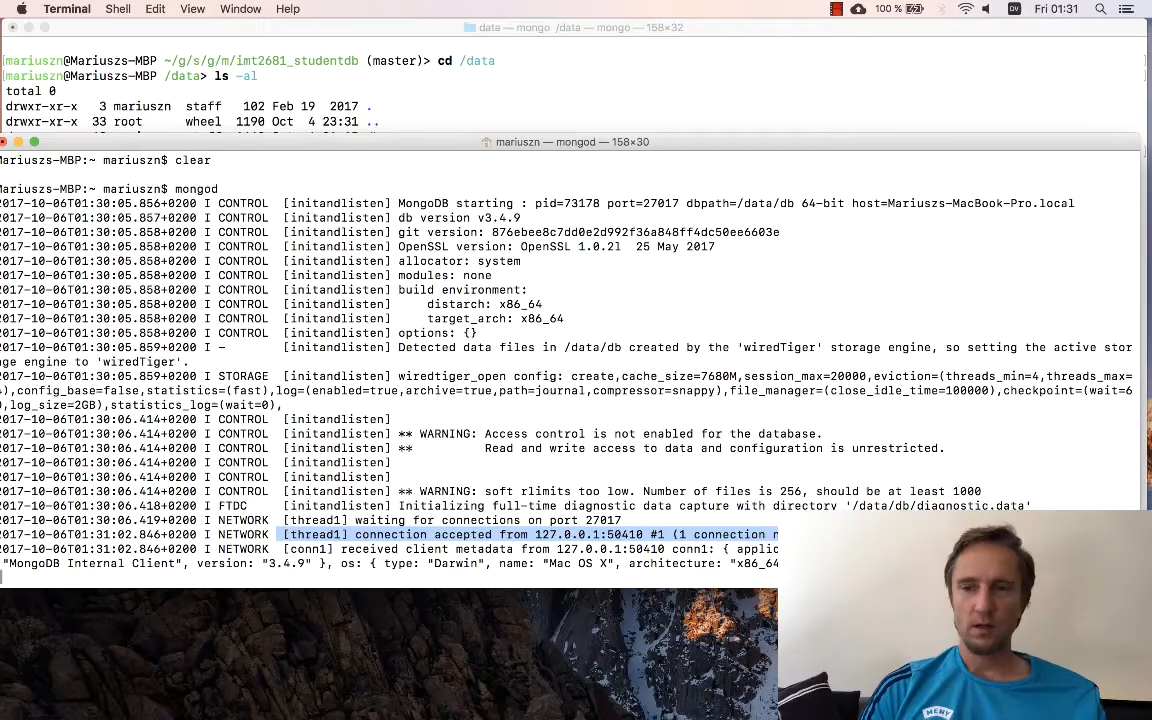 Terminal Shell Edit View Window Help 100 % DV Fri 01:31
data — mongo /data — mongo — 158×32
mariuszn@Mariuszs-MBP ~/g/s/g/m/imt2681_studentdb (master)> cd /data
mariuszn@Mariuszs-MBP /data> ls -al
total 0
drwxr-xr-x 3 mariuszn staff 102 Feb 19 2017 .
drwxr-xr-x 33 root wheel 1190 Oct 4 23:31 ..
mariuszn — mongod — 158×30
Mariuszs-MBP:~ mariuszn$ clear
Mariuszs-MBP:~ mariuszn$ mongod
2017-10-06T01:30:05.856+0200 I CONTROL [initandlisten] MongoDB starting : pid=73178 port=27017 dbpath=/data/db 64-bit host=Mariuszs-MacBook-Pro.local
2017-10-06T01:30:05.857+0200 I CONTROL [initandlisten] db version v3.4.9
2017-10-06T01:30:05.858+0200 I CONTROL [initandlisten] git version: 876ebee8c7dd0e2d992f36a848ff4dc50ee6603e
2017-10-06T01:30:05.858+0200 I CONTROL [initandlisten] OpenSSL version: OpenSSL 1.0.2l 25 May 2017
2017-10-06T01:30:05.858+0200 I CONTROL [initandlisten] allocator: system
2017-10-06T01:30:05.858+0200 I CONTROL [initandlisten] modules: none
2017-10-06T01:30:05.858+0200 I CONTROL [initandlisten] build environment:
2017-10-06T01:30:05.858+0200 I CONTROL [initandlisten] distarch: x86_64
2017-10-06T01:30:05.858+0200 I CONTROL [initandlisten] target_arch: x86_64
2017-10-06T01:30:05.858+0200 I CONTROL [initandlisten] options: {}
2017-10-06T01:30:05.859+0200 I - [initandlisten] Detected data files in /data/db created by the 'wiredTiger' storage engine, so setting the active stor
age engine to 'wiredTiger'.
2017-10-06T01:30:05.859+0200 I STORAGE [initandlisten] wiredtiger_open config: create,cache_size=7680M,session_max=20000,eviction=(threads_min=4,threads_max=
4),config_base=false,statistics=(fast),log=(enabled=true,archive=true,path=journal,compressor=snappy),file_manager=(close_idle_time=100000),checkpoint=(wait=6
0,log_size=2GB),statistics_log=(wait=0),
2017-10-06T01:30:06.414+0200 I CONTROL [initandlisten]
2017-10-06T01:30:06.414+0200 I CONTROL [initandlisten] ** WARNING: Access control is not enabled for the database.
2017-10-06T01:30:06.414+0200 I CONTROL [initandlisten] ** Read and write access to data and configuration is unrestricted.
2017-10-06T01:30:06.414+0200 I CONTROL [initandlisten]
2017-10-06T01:30:06.414+0200 I CONTROL [initandlisten]
2017-10-06T01:30:06.414+0200 I CONTROL [initandlisten] ** WARNING: soft rlimits too low. Number of files is 256, should be at least 1000
2017-10-06T01:30:06.418+0200 I FTDC [initandlisten] Initializing full-time diagnostic data capture with directory '/data/db/diagnostic.data'
2017-10-06T01:30:06.419+0200 I NETWORK [thread1] waiting for connections on port 27017
2017-10-06T01:31:02.846+0200 I NETWORK [thread1] connection accepted from 127.0.0.1:50410 #1 (1 connection n
2017-10-06T01:31:02.846+0200 I NETWORK [conn1] received client metadata from 127.0.0.1:50410 conn1: { applic
"MongoDB Internal Client", version: "3.4.9" }, os: { type: "Darwin", name: "Mac OS X", architecture: "x86_64
MENY